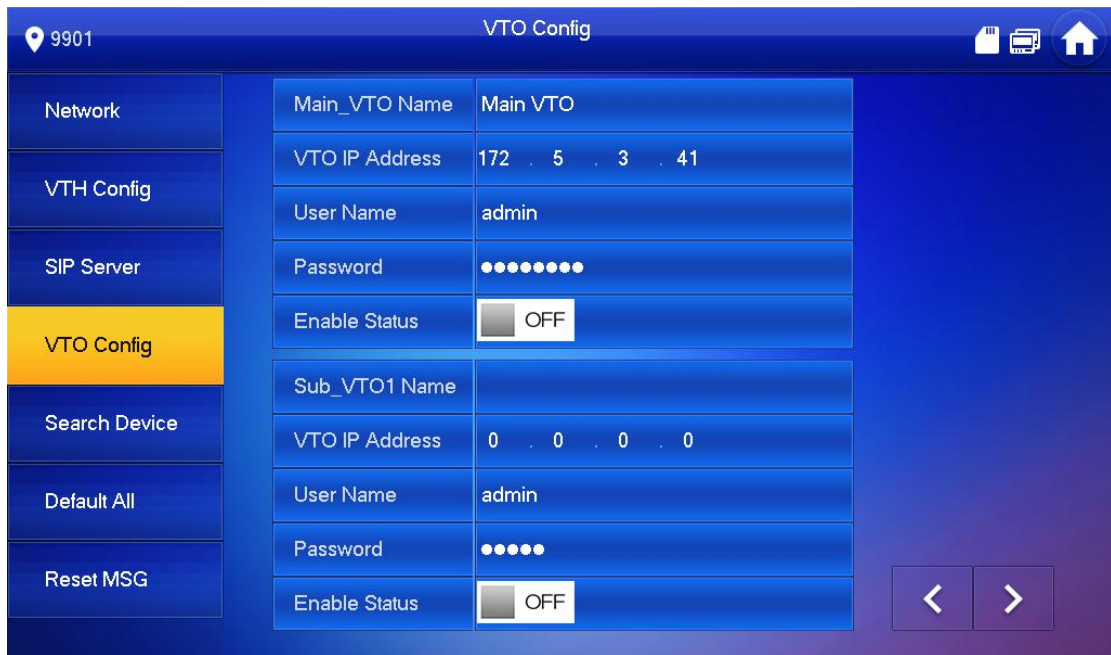 9901
VTO Config
Network
VTH Config
SIP Server
VTO Config
Search Device
Default All
Reset MSG
Main_VTO Name Main VTO
VTO IP Address 172 . 5 . 3 . 41
User Name admin
Password ●●●●●●●●
Enable Status OFF
Sub_VTO1 Name
VTO IP Address 0 . 0 . 0 . 0
User Name admin
Password ●●●●●
Enable Status OFF